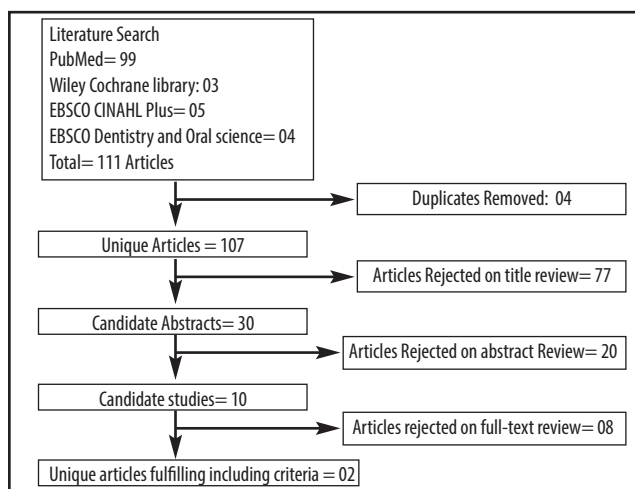 Literature Search
PubMed= 99
Wiley Cochrane library: 03
EBSCO CINAHL Plus= 05
EBSCO Dentistry and Oral science= 04
Total= 111 Articles
Duplicates Removed: 04
Unique Articles = 107
Articles Rejected on title review= 77
Candidate Abstracts= 30
Articles Rejected on abstract Review= 20
Candidate studies= 10
Articles rejected on full-text review= 08
Unique articles fulfilling including criteria = 02